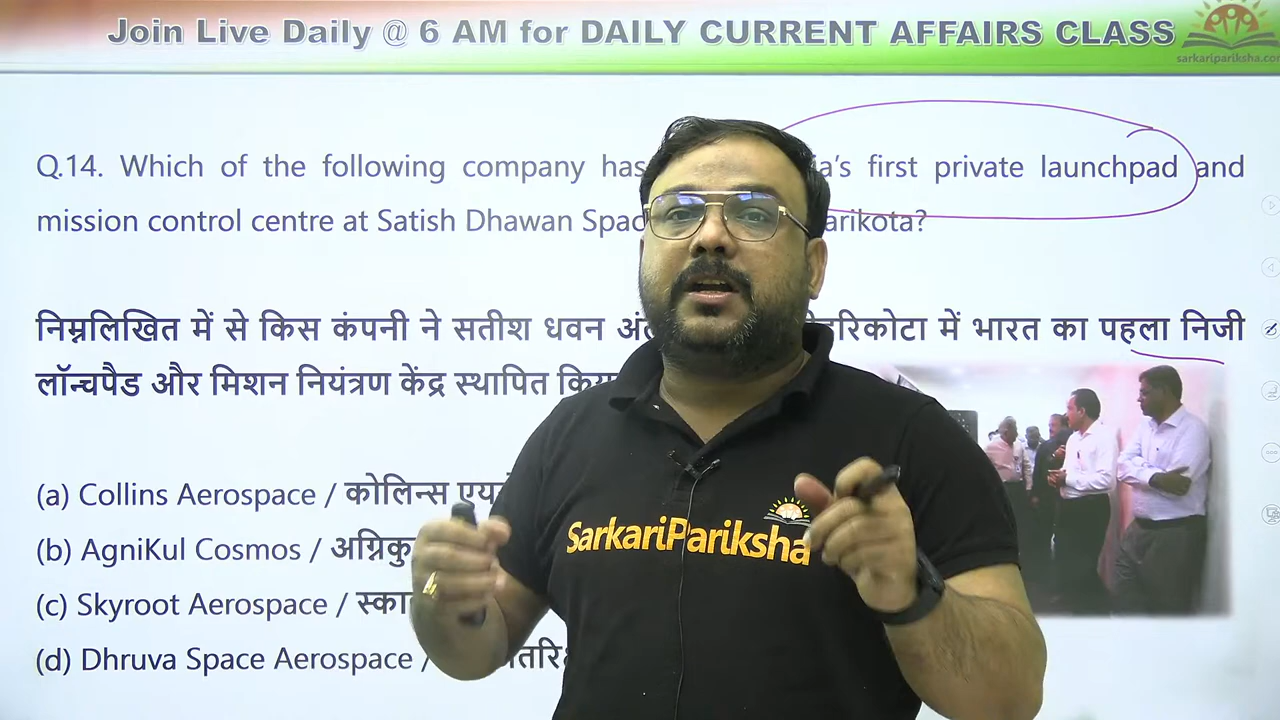 Join Live Daily @ 6 AM for DAILY CURRENT AFFAIRS CLASS
sarkaripariksha.com
Q.14. Which of the following company has ia's first private launchpad and
mission control centre at Satish Dhawan Spac arikota?
निम्नलिखित में से किस कंपनी ने सतीश धवन अं हरिकोटा में भारत का पहला निजी
लॉन्चपैड और मिशन नियंत्रण केंद्र स्थापित किया
(a) Collins Aerospace / कोलिन्स
(b) AgniKul Cosmos /
(c) Skyroot Aerospace /
(d) Dhruva Space Aerospace /
SarkariPariksha